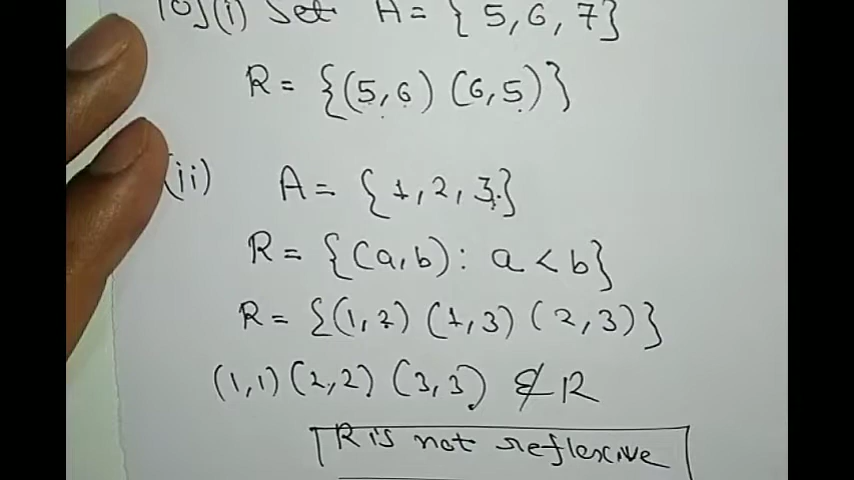 10](i) Set A = { 5, 6, 7}
R = {(5, 6) (6, 5)}
(ii) A = {1, 2, 3}
R = {(a, b) : a < b}
R = {(1, 2) (1, 3) (2, 3)}
(1, 1) (2, 2) (3, 3) ∉ R
R is not reflexive